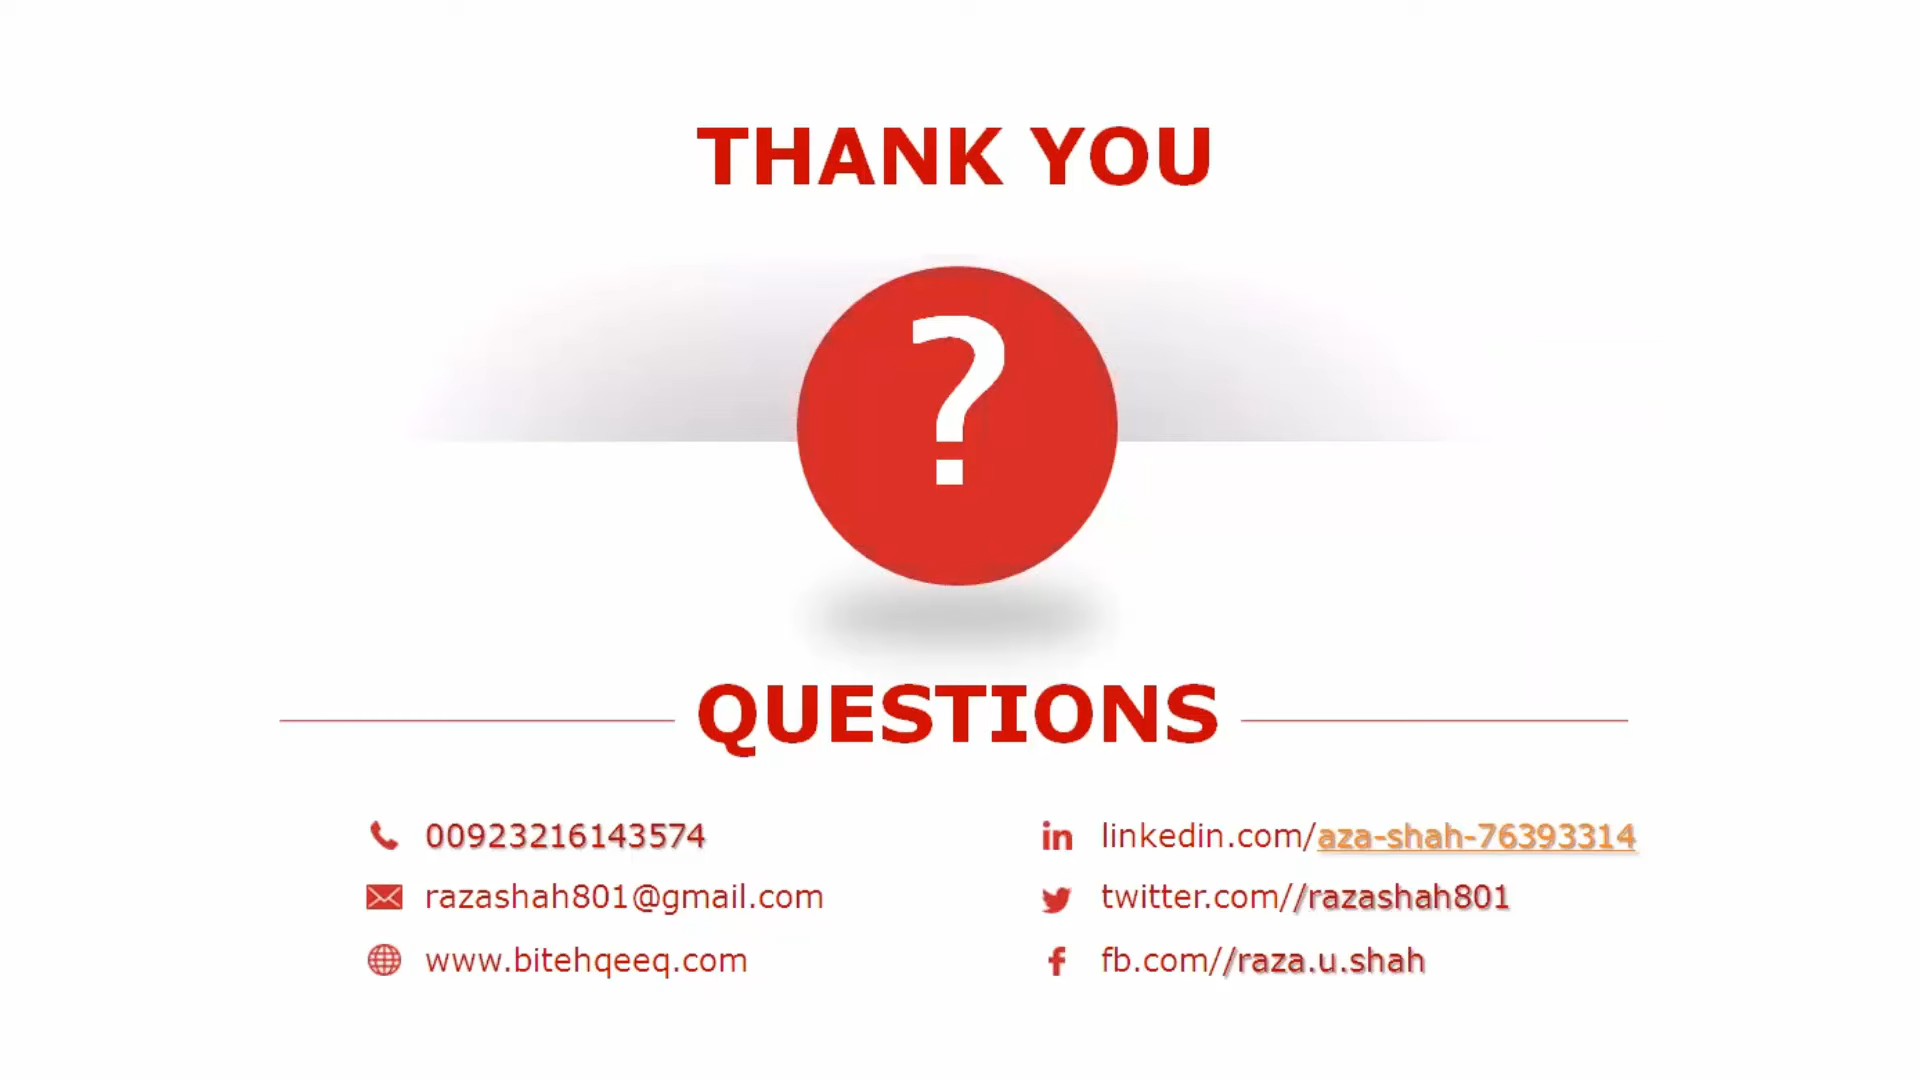 THANK YOU
?
QUESTIONS
00923216143574
razashah801@gmail.com
www.bitehqeeq.com
linkedin.com/aza-shah-76393314
twitter.com//razashah801
fb.com//raza.u.shah